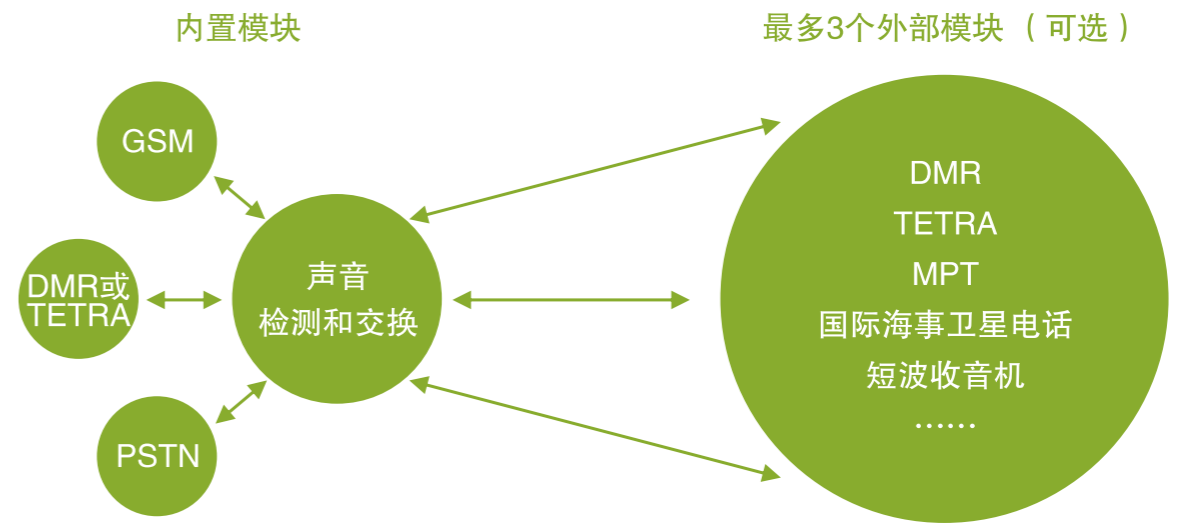 内置模块
最多3个外部模块（可选）
GSM
DMR或
TETRA
PSTN
声音
检测和交换
DMR
TETRA
MPT
国际海事卫星电话
短波收音机
……